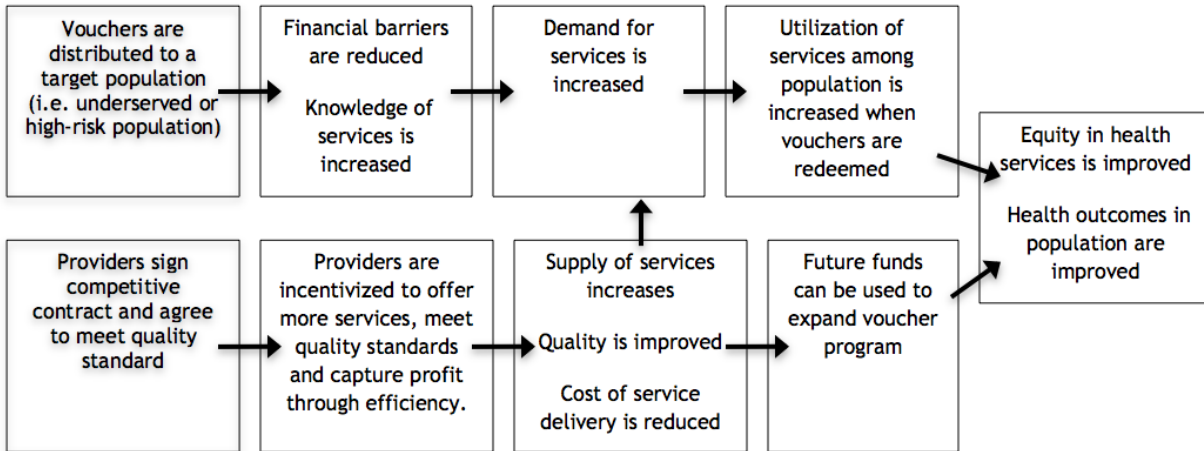 Vouchers are
distributed to a
target population
(i.e. underserved or
high-risk population)
Financial barriers
are reduced
Knowledge of
services is
increased
Demand for
services is
increased
Utilization of
services among
population is
increased when
vouchers are
redeemed
Equity in health
services is improved
Health outcomes in
population are
improved
Providers sign
competitive
contract and agree
to meet quality
standard
Providers are
incentivized to offer
more services, meet
quality standards
and capture profit
through efficiency.
Supply of services
increases
Quality is improved
Cost of service
delivery is reduced
Future funds
can be used to
expand voucher
program